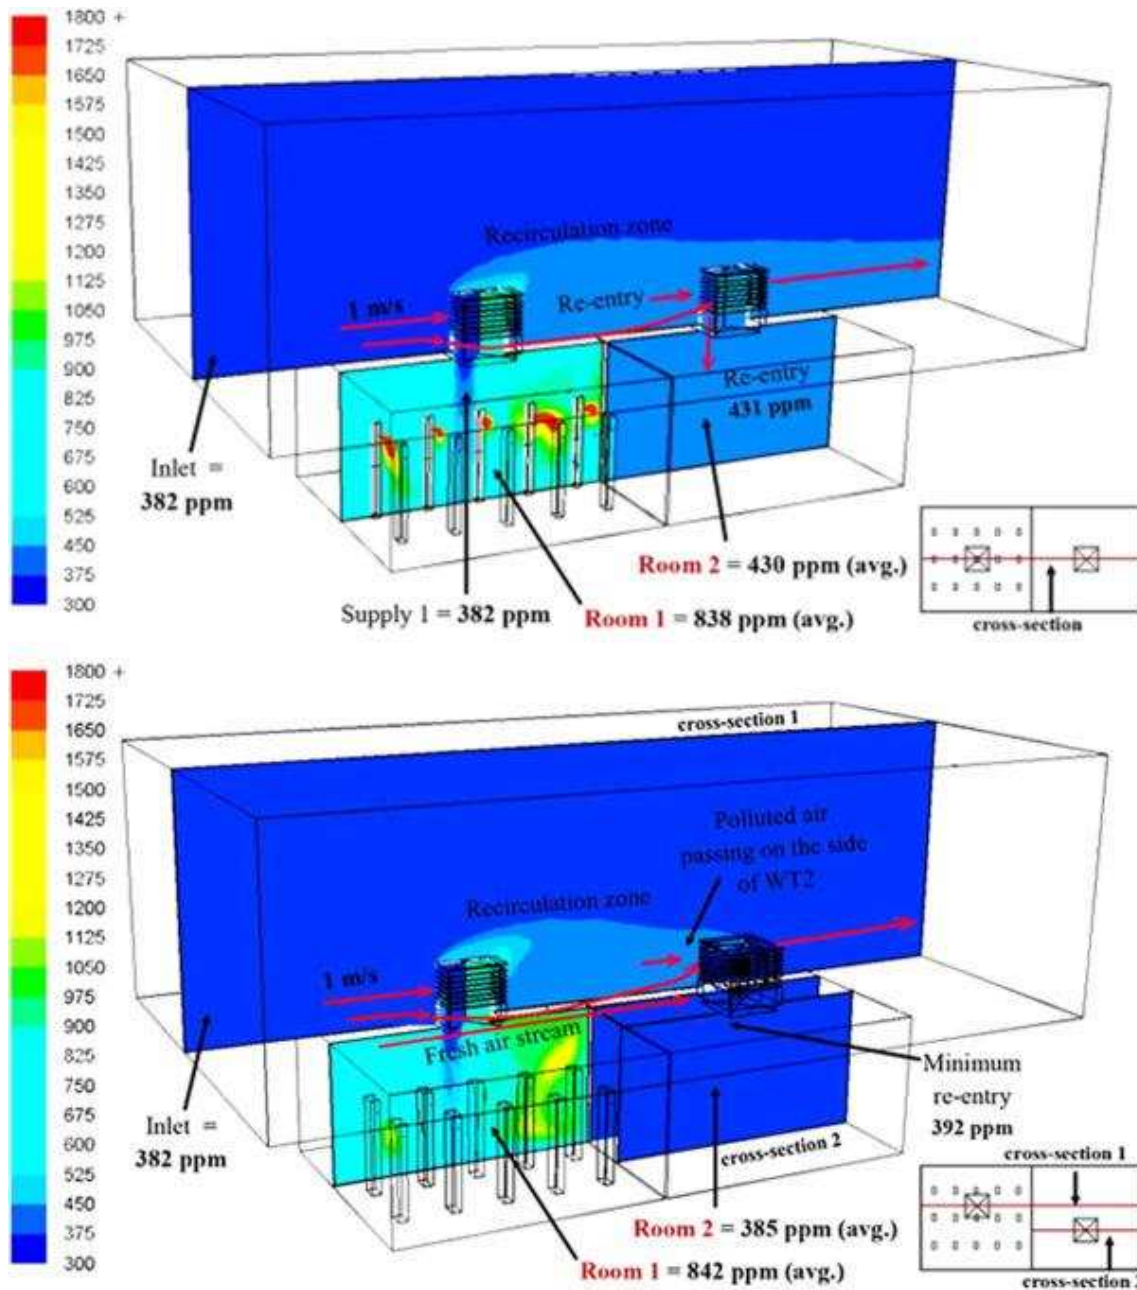 1800 +
1725
1650
1575
1500
1425
1350
1275
1200
1125
1050
975
900
825
750
675
600
525
450
375
300
Recirculation zone
1 m/s
Re-entry
Re-entry
431 ppm
Inlet =
382 ppm
Supply 1 = 382 ppm
Room 2 = 430 ppm (avg.)
Room 1 = 838 ppm (avg.)
cross-section
1800 +
1725
1650
1575
1500
1425
1350
1275
1200
1125
1050
975
900
825
750
675
600
525
450
375
300
cross-section 1
Polluted air
passing on the side
of WT2
Recirculation zone
1 m/s
Fresh air stream
Inlet =
382 ppm
Minimum
re-entry
392 ppm
cross-section 2
Room 2 = 385 ppm (avg.)
Room 1 = 842 ppm (avg.)
cross-section 1
cross-section